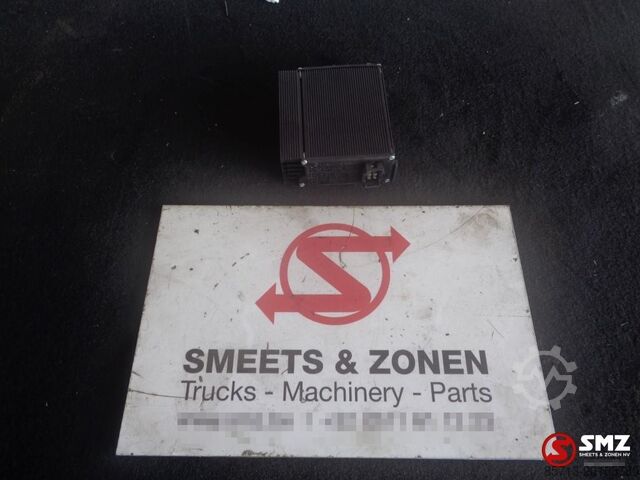 SMEETS & ZONEN
Trucks - Machinery - Parts
SMZ
SMEETS & ZONEN NV